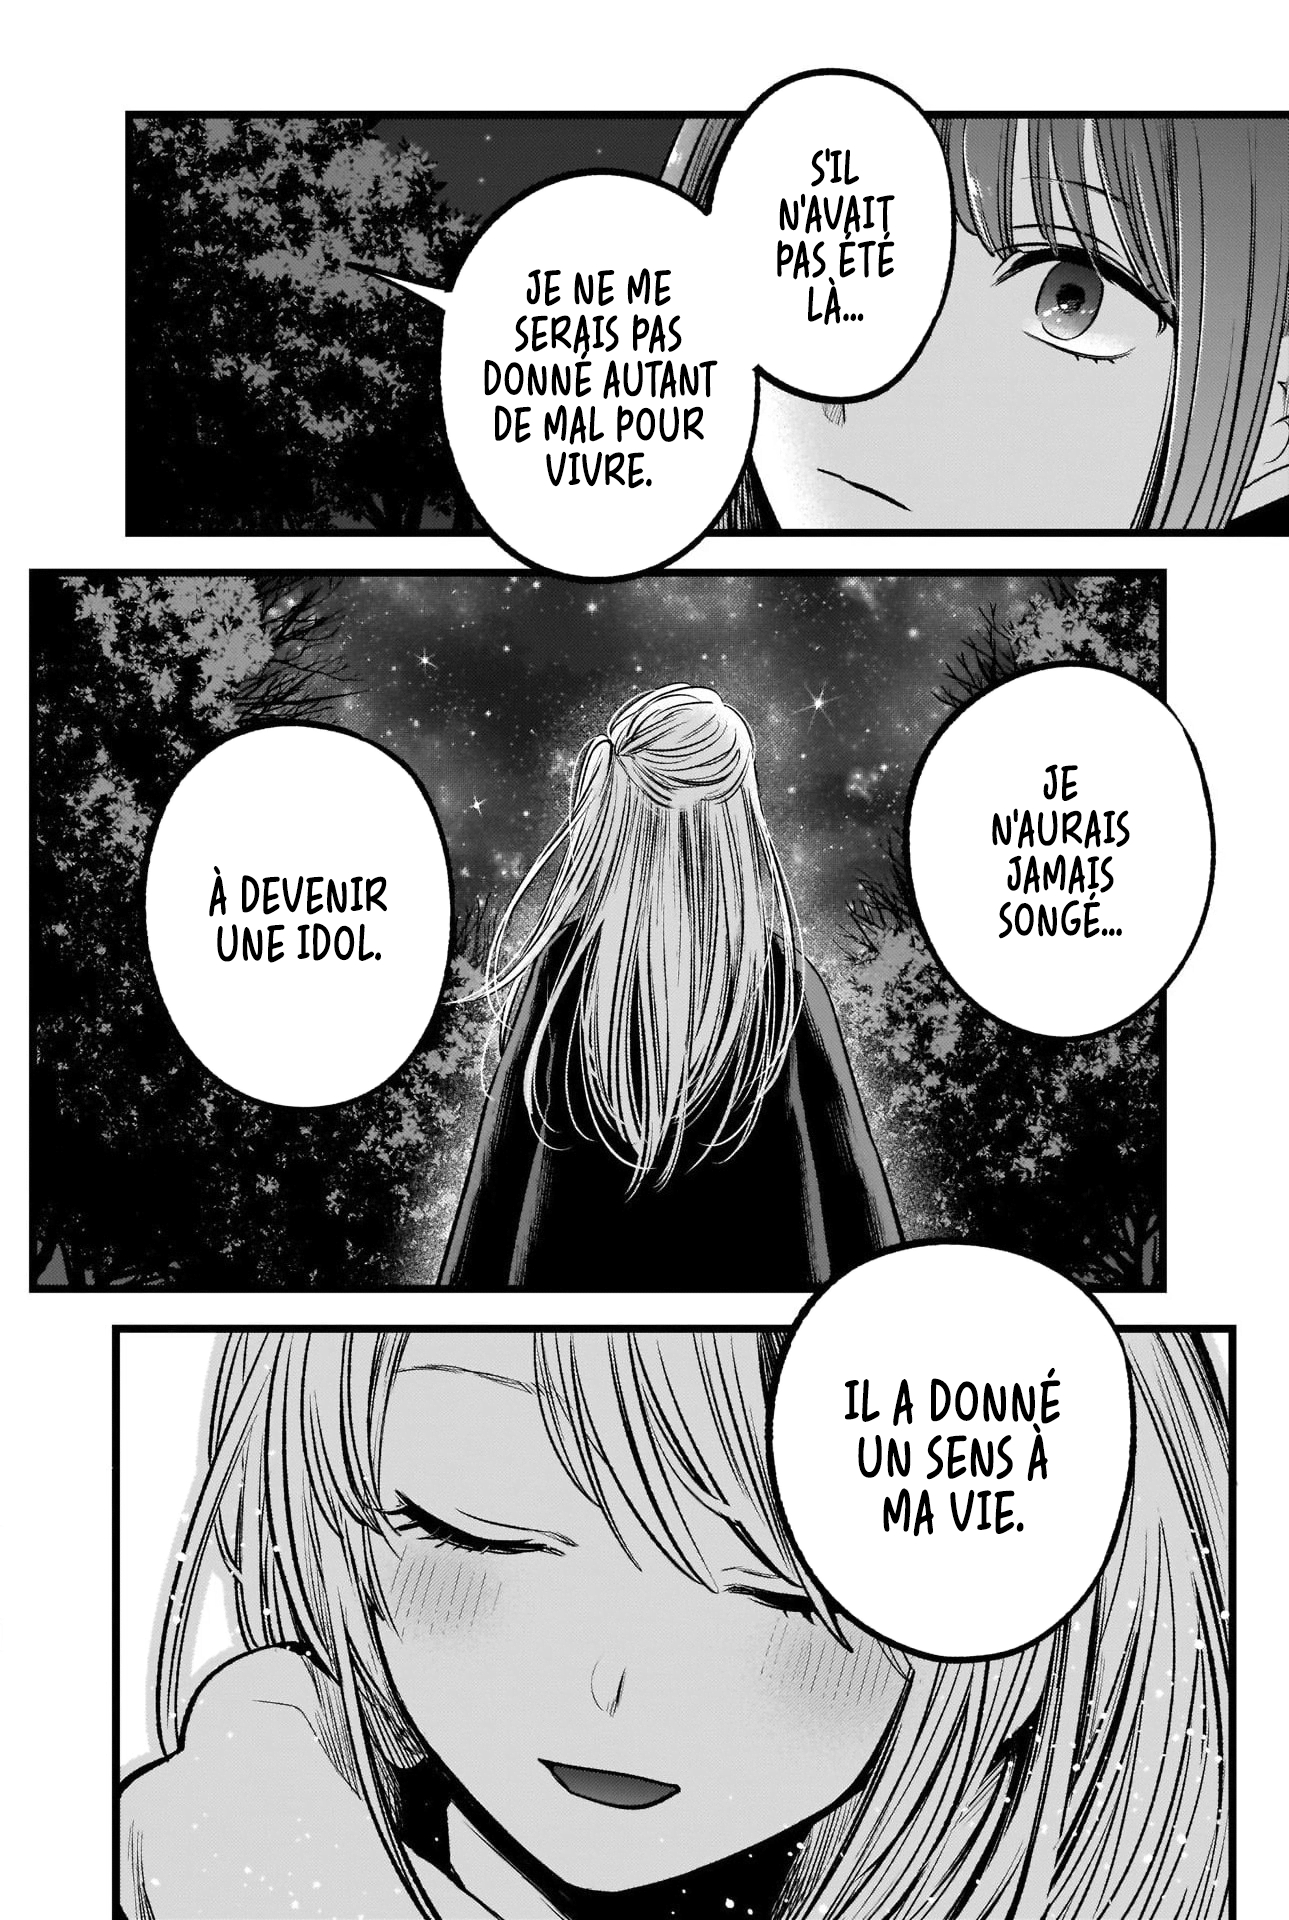 S'IL
N'AVAIT
PAS ÉTÉ
LÀ...
JE NE ME
SERAIS PAS
DONNÉ AUTANT
DE MAL POUR
VIVRE.
JE
N'AURAIS
JAMAIS
SONGÉ...
À DEVENIR
UNE IDOL.
IL A DONNÉ
UN SENS À
MA VIE.